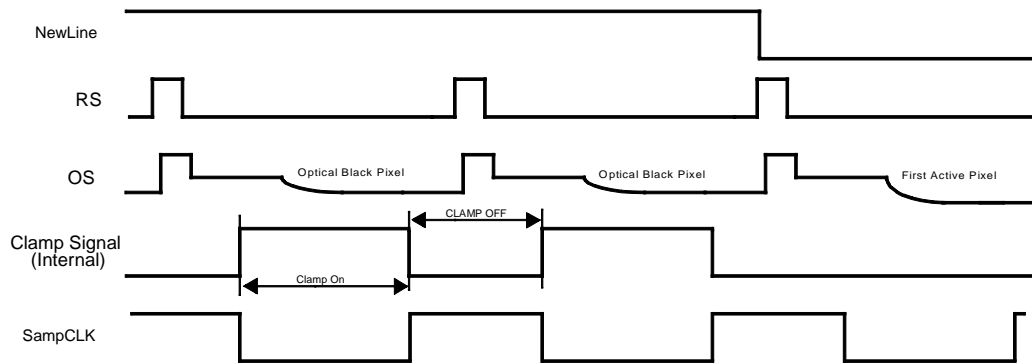 NewLine
RS
OS
Optical Black Pixel
Optical Black Pixel
First Active Pixel
Clamp Signal
(Internal)
CLAMP OFF
Clamp On
SampCLK